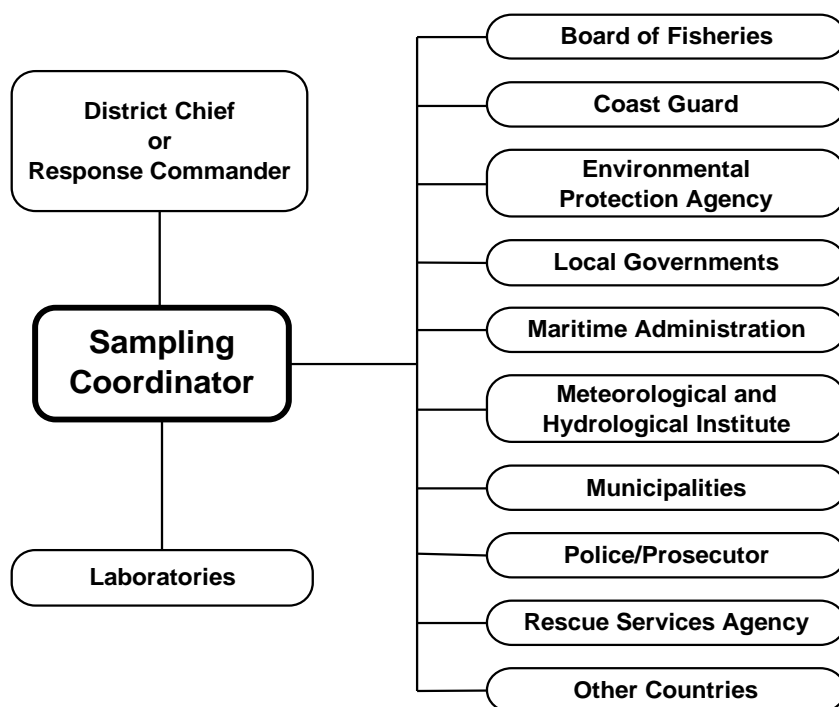 District Chief
or
Response Commander
Sampling
Coordinator
Laboratories
Board of Fisheries
Coast Guard
Environmental
Protection Agency
Local Governments
Maritime Administration
Meteorological and
Hydrological Institute
Municipalities
Police/Prosecutor
Rescue Services Agency
Other Countries